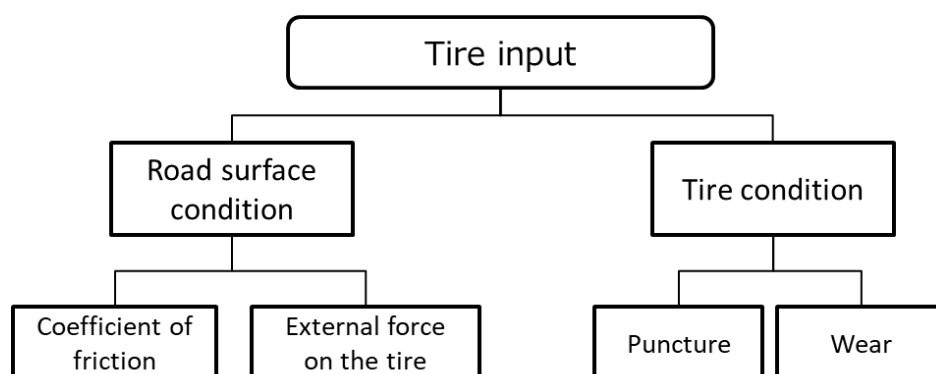 Tire input
Road surface
condition
Tire condition
Coefficient of
friction
External force
on the tire
Puncture
Wear